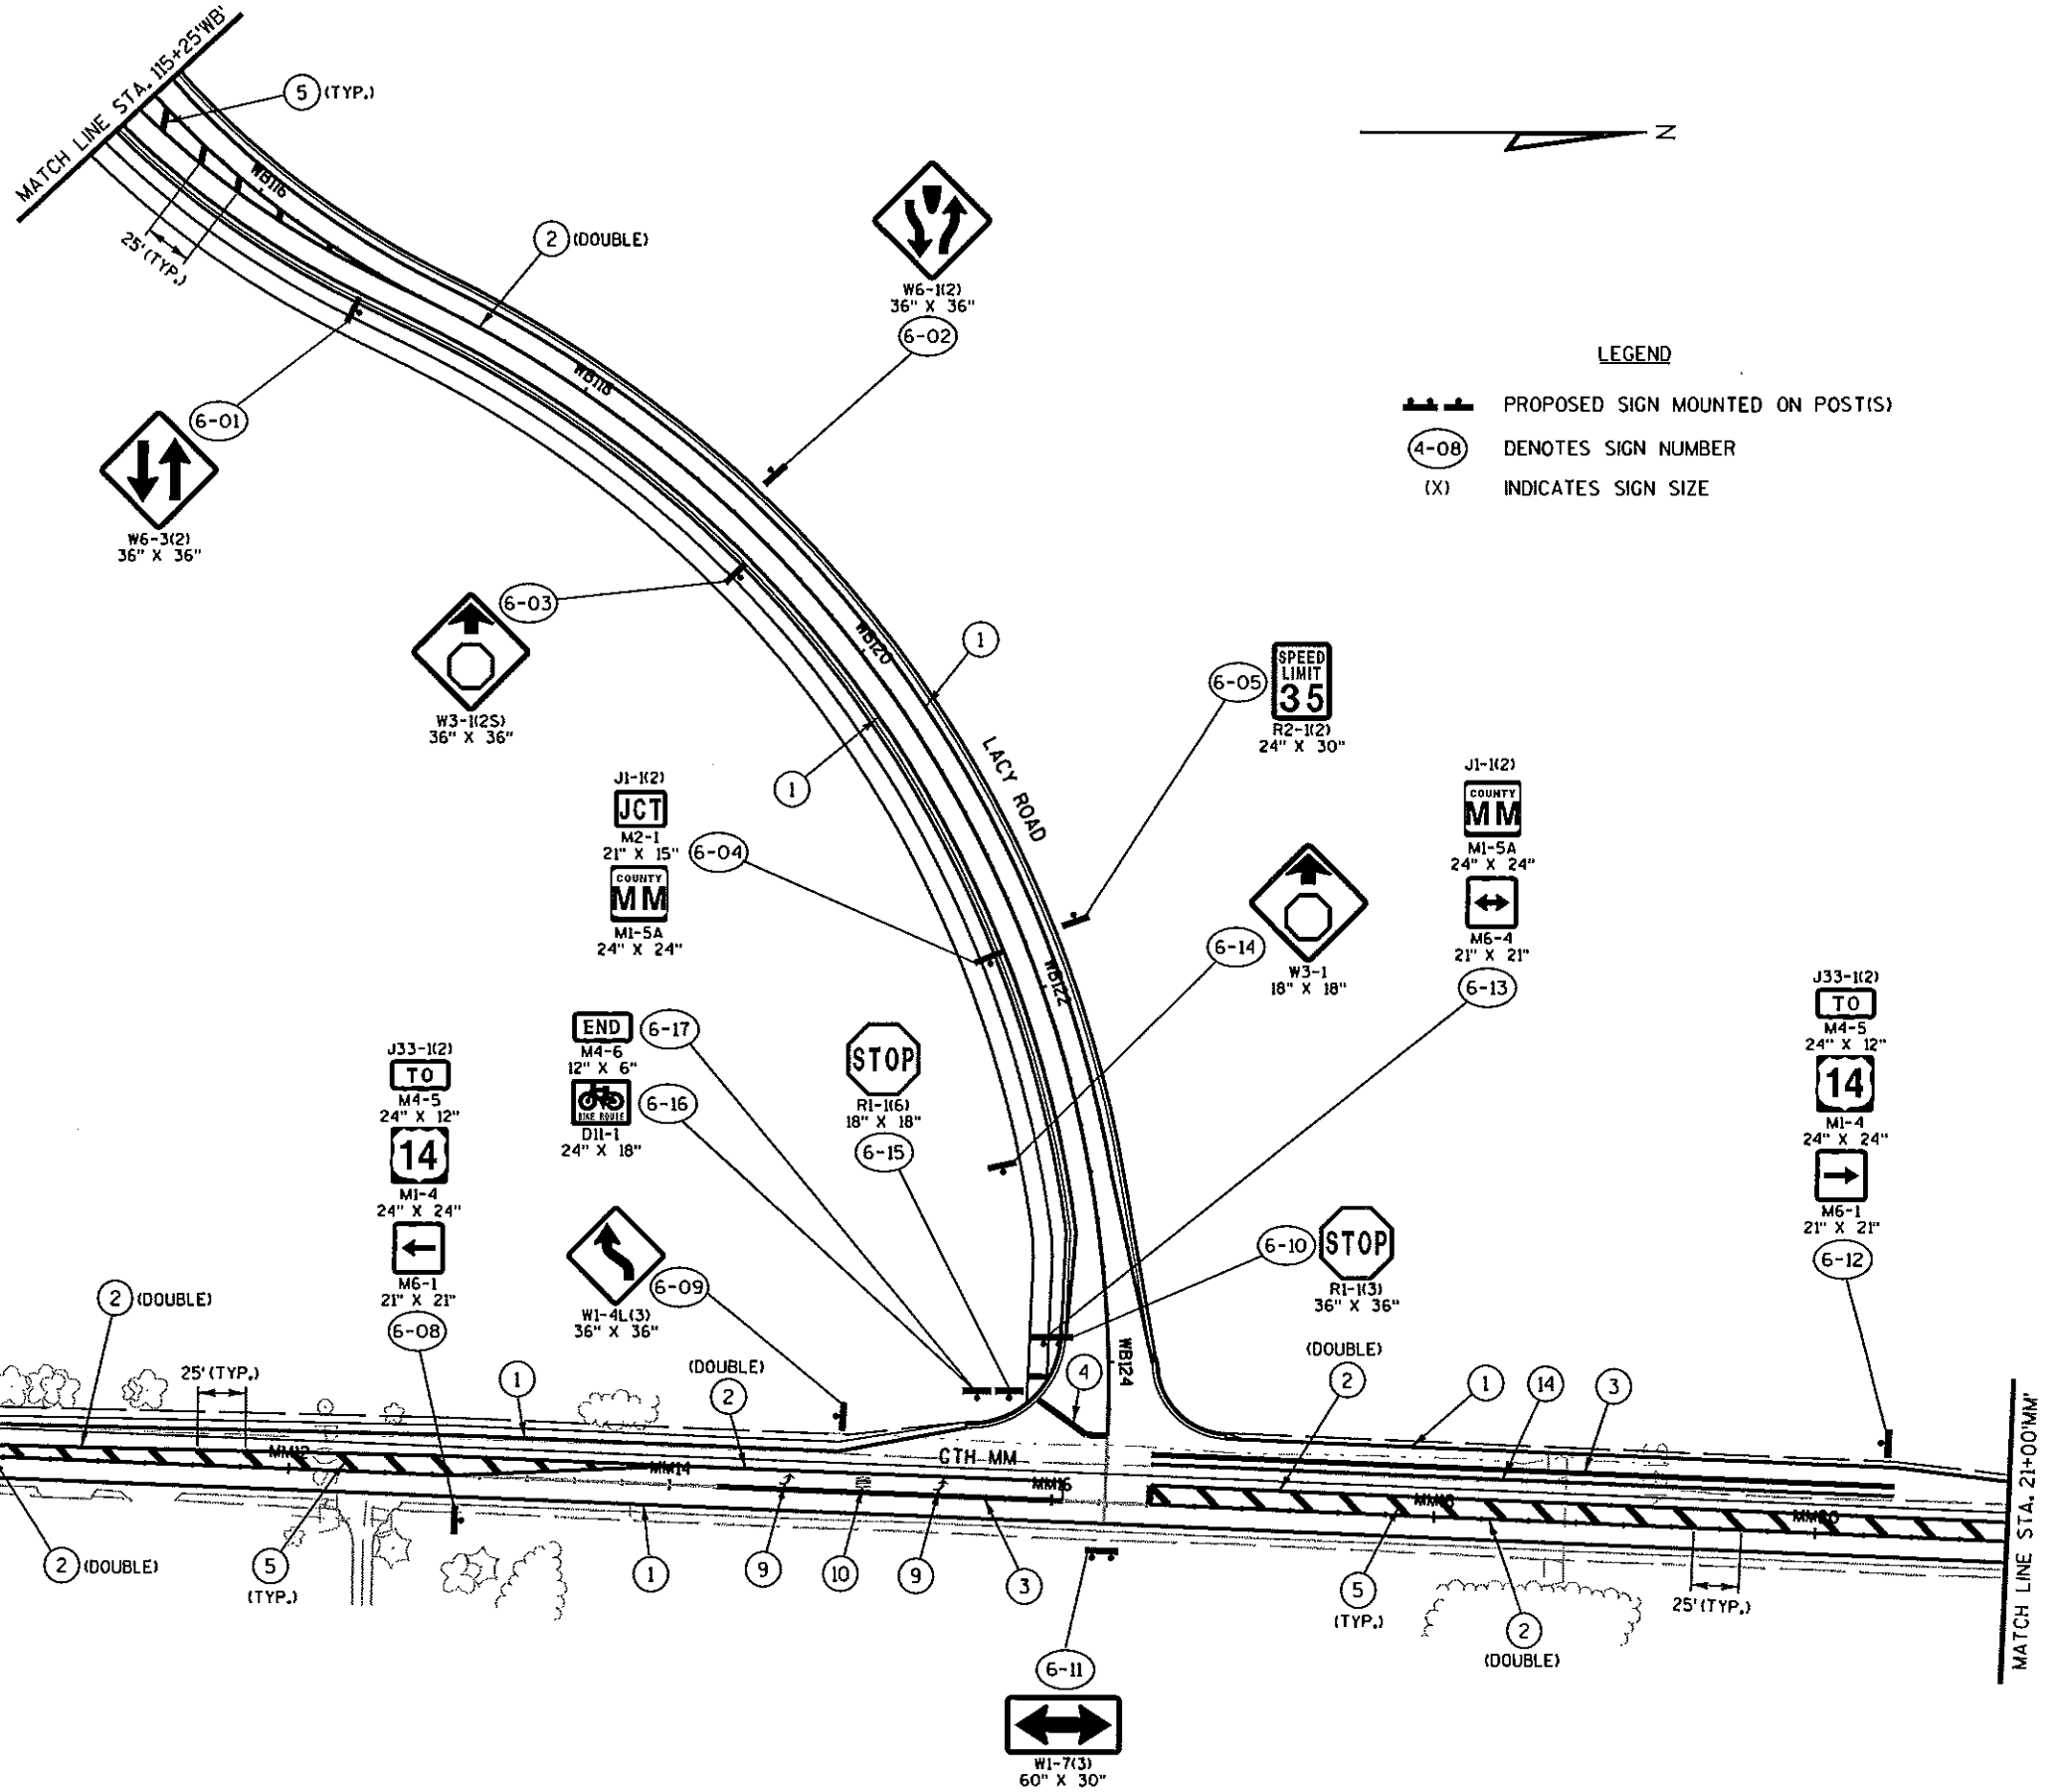 MATCH LINE STA. 115+25'WB'
5 (TYP.)
WB116
25'(TYP.)
2 (DOUBLE)
N
W6-1(2)
36" X 36"
6-02
WB118
6-01
W6-3(2)
36" X 36"
LEGEND
PROPOSED SIGN MOUNTED ON POST(S)
4-08 DENOTES SIGN NUMBER
(X) INDICATES SIGN SIZE
6-03
W3-1(2S)
36" X 36"
WB120
1
1
LACY ROAD
6-05
SPEED
LIMIT
35
R2-1(2)
24" X 30"
J1-1(2)
JCT
M2-1
21" X 15"
6-04
COUNTY
MM
M1-5A
24" X 24"
J1-1(2)
COUNTY
MM
M1-5A
24" X 24"
M6-4
21" X 21"
6-13
6-14
W3-1
18" X 18"
WB122
END
6-17
M4-6
12" X 6"
6-16
BIKE ROUTE
D11-1
24" X 18"
STOP
R1-1(6)
18" X 18"
6-15
J33-1(2)
TO
M4-5
24" X 12"
14
M1-4
24" X 24"
M6-1
21" X 21"
6-08
J33-1(2)
TO
M4-5
24" X 12"
14
M1-4
24" X 24"
M6-1
21" X 21"
6-12
6-09
W1-4L(3)
36" X 36"
6-10
STOP
R1-1(3)
36" X 36"
WB124
2 (DOUBLE)
25'(TYP.)
1
(DOUBLE)
2
4
(DOUBLE)
2
1
14
3
MM12
MM14
CTH MM
MM16
MM18
MM20
2 (DOUBLE)
5
(TYP.)
1
9
10
9
3
5
(TYP.)
2
(DOUBLE)
25'(TYP.)
MATCH LINE STA. 21+00'MM'
6-11
W1-7(3)
60" X 30"